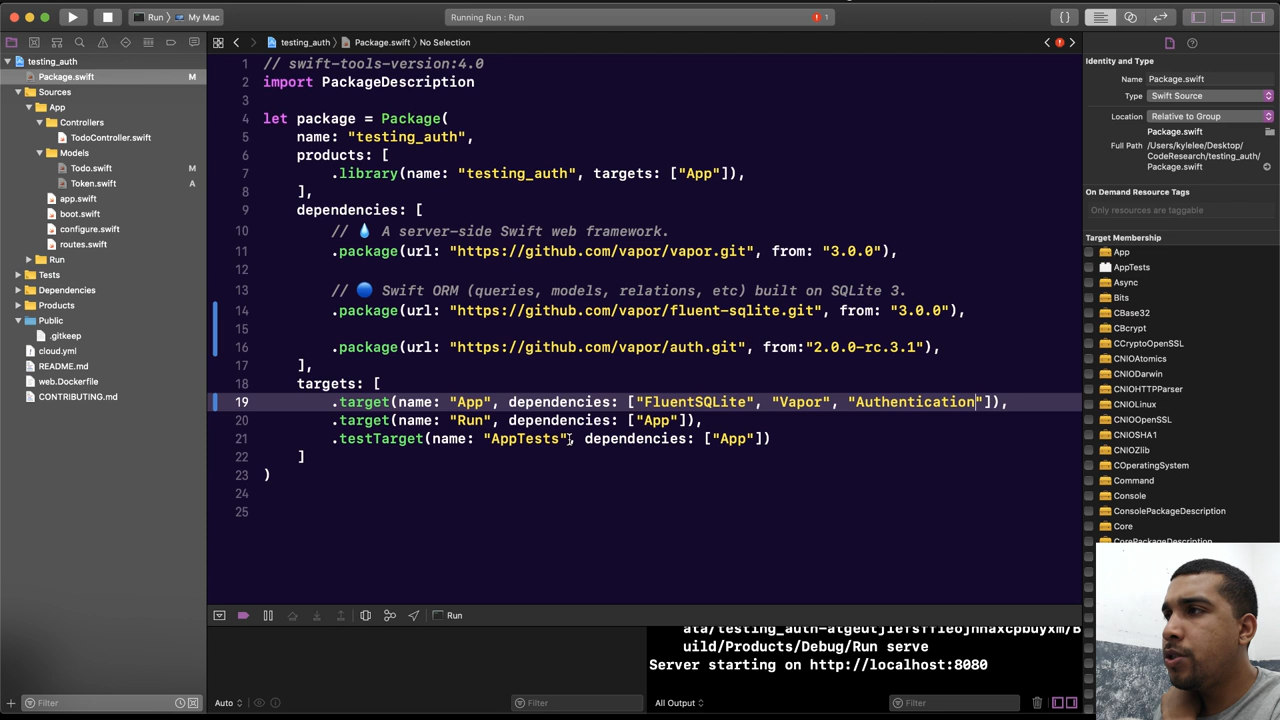 Run
My Mac
Running Run : Run
1
testing_auth
Package.swift
No Selection
testing_auth
Package.swift M
Sources
App
Controllers
TodoController.swift
Models
Todo.swift M
Token.swift A
app.swift
boot.swift
configure.swift
routes.swift
Run
Tests
Dependencies
Products
Public
.gitkeep
cloud.yml
README.md
web.Dockerfile
CONTRIBUTING.md
Filter
1 // swift-tools-version:4.0
2 import PackageDescription
3
4 let package = Package(
5 name: "testing_auth",
6 products: [
7 .library(name: "testing_auth", targets: ["App"]),
8 ],
9 dependencies: [
10 // 💧 A server-side Swift web framework.
11 .package(url: "https://github.com/vapor/vapor.git", from: "3.0.0"),
12
13 // 🔵 Swift ORM (queries, models, relations, etc) built on SQLite 3.
14 .package(url: "https://github.com/vapor/fluent-sqlite.git", from: "3.0.0"),
15
16 .package(url: "https://github.com/vapor/auth.git", from:"2.0.0-rc.3.1"),
17 ],
18 targets: [
19 .target(name: "App", dependencies: ["FluentSQLite", "Vapor", "Authentication"]),
20 .target(name: "Run", dependencies: ["App"]),
21 .testTarget(name: "AppTests", dependencies: ["App"])
22 ]
23 )
24
25
Run
Auto
Filter
uild/Products/Debug/Run serve
Server starting on http://localhost:8080
All Output
Filter
Identity and Type
Name Package.swift
Type Swift Source
Location Relative to Group
Package.swift
Full Path /Users/kylelee/Desktop/
CodeResearch/testing_auth/
Package.swift
On Demand Resource Tags
Only resources are taggable
Target Membership
App
AppTests
Async
Bits
CBase32
CBcrypt
CCryptoOpenSSL
CNIOAtomics
CNIODarwin
CNIOHTTPParser
CNIOLinux
CNIOOpenSSL
CNIOSHA1
CNIOZlib
COperatingSystem
Command
Console
ConsolePackageDescription
Core
CorePackageDescription